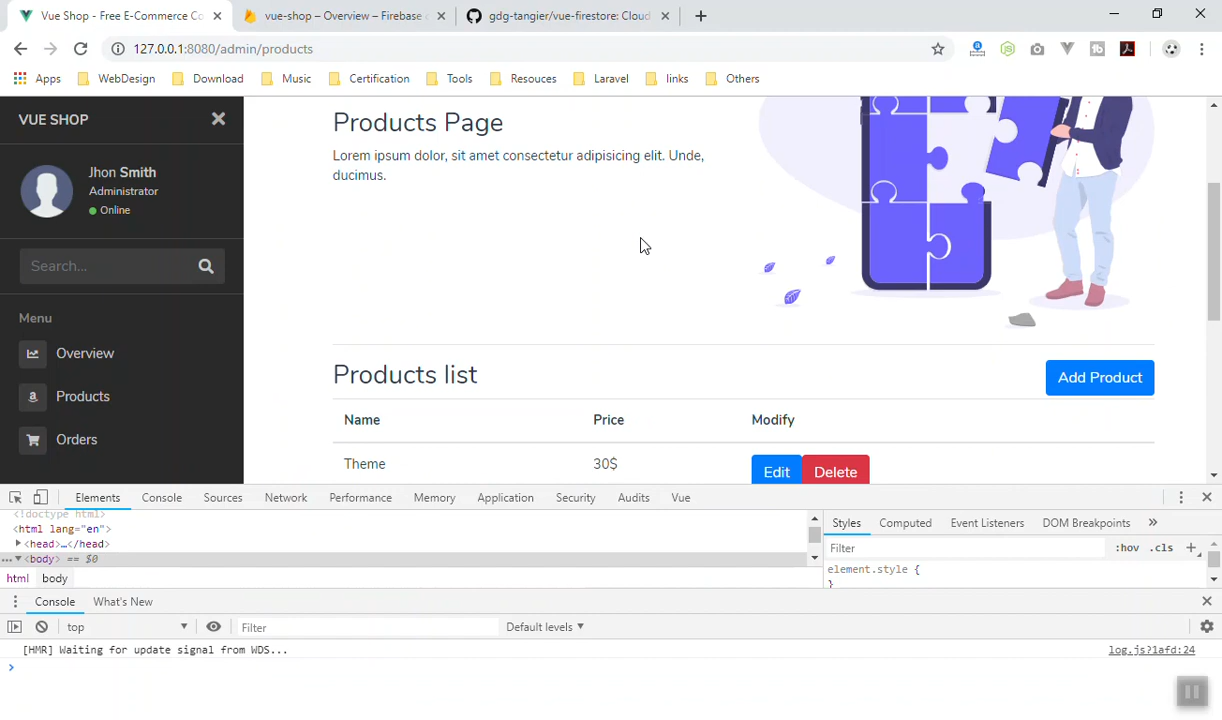 Vue Shop - Free E-Commerce Co
vue-shop – Overview – Firebase c
gdg-tangier/vue-firestore: Cloud
127.0.0.1:8080/admin/products
Apps
WebDesign
Download
Music
Certification
Tools
Resouces
Laravel
links
Others
VUE SHOP
Jhon Smith
Administrator
Online
Search...
Menu
Overview
Products
Orders
Products Page
Lorem ipsum dolor, sit amet consectetur adipisicing elit. Unde,
ducimus.
Products list
Add Product
Name Price Modify
Theme 30$ Edit Delete
Elements Console Sources Network Performance Memory Application Security Audits Vue
<!doctype html>
<html lang="en">
<head>…</head>
<body> == $0
html body
Styles Computed Event Listeners DOM Breakpoints »
Filter :hov .cls +
element.style {
}
Console What's New
top Filter Default levels
[HMR] Waiting for update signal from WDS... log.js?1afd:24